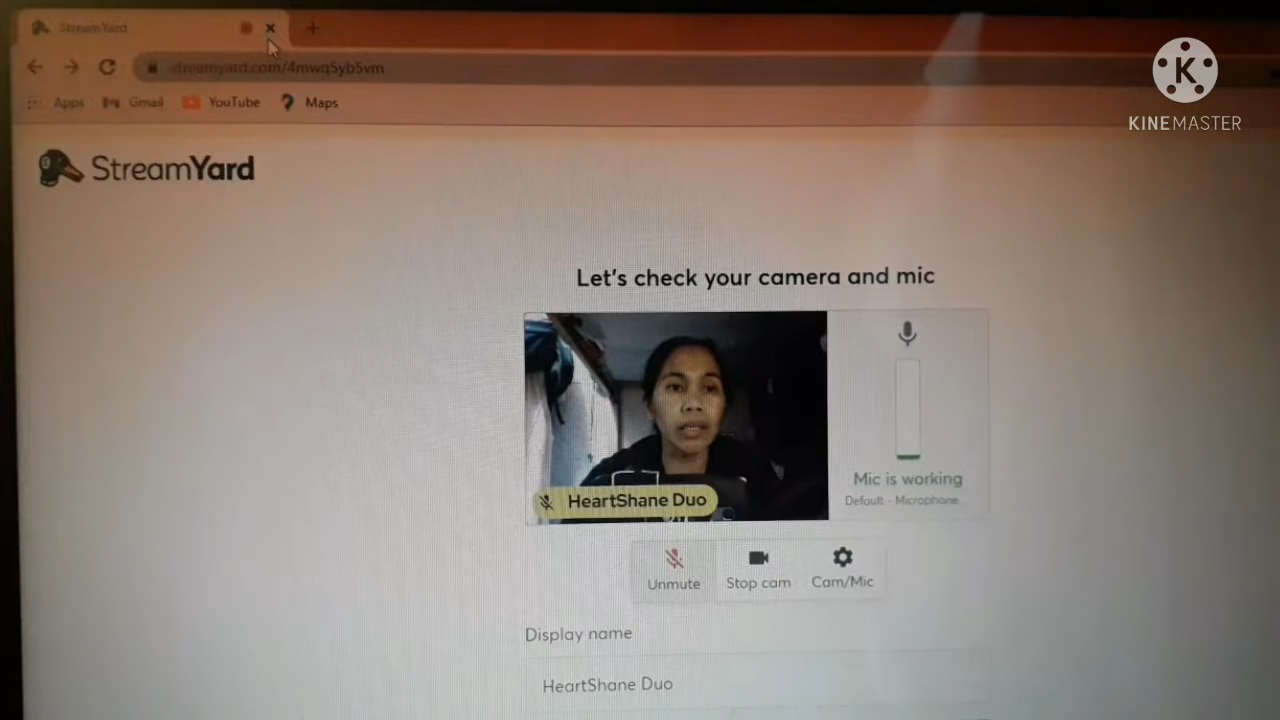 StreamYard
streamyard.com/4mwq5yb5vm
Apps Gmail YouTube Maps
K
KINEMASTER
StreamYard
Let's check your camera and mic
HeartShane Duo
Mic is working
Default - Microphone...
Unmute Stop cam Cam/Mic
Display name
HeartShane Duo